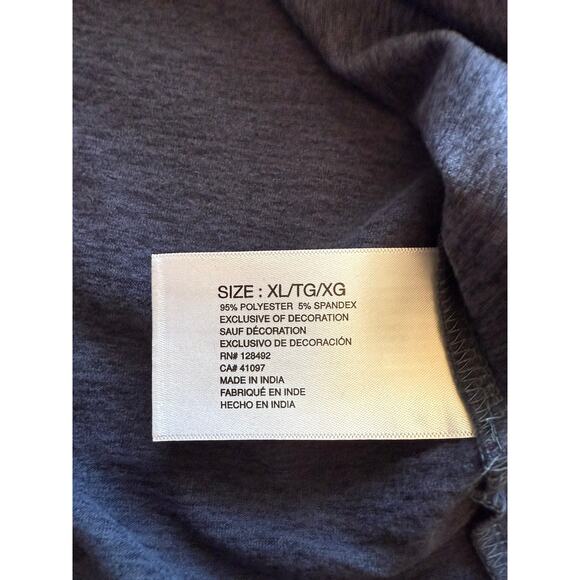 SIZE : XL/TG/XG
95% POLYESTER 5% SPANDEX
EXCLUSIVE OF DECORATION
SAUF DÉCORATION
EXCLUSIVO DE DECORACIÓN
RN# 128492
CA# 41097
MADE IN INDIA
FABRIQUÉ EN INDE
HECHO EN INDIA